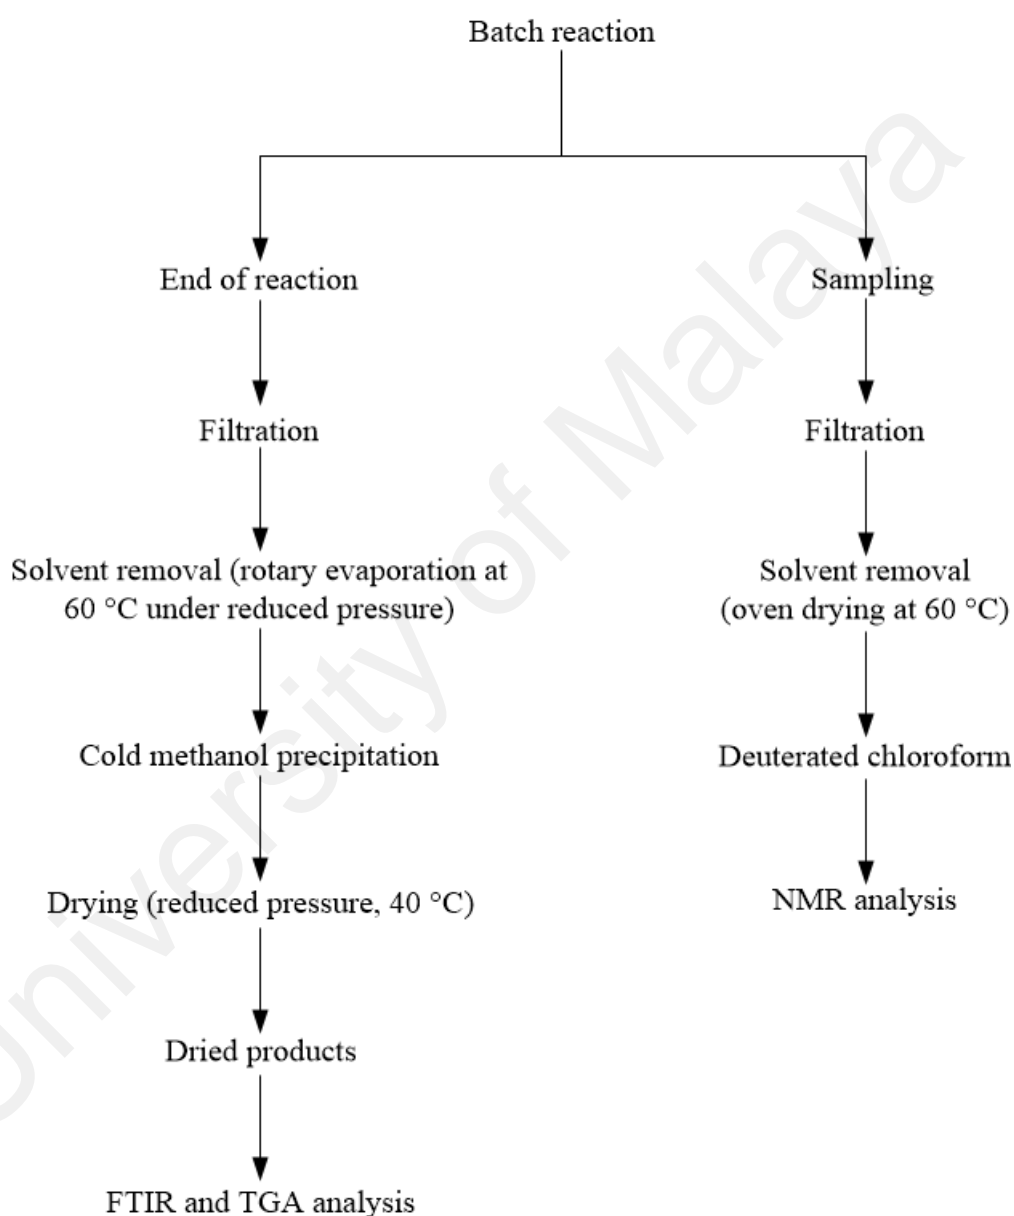 Batch reaction
End of reaction
Filtration
Solvent removal (rotary evaporation at
60 °C under reduced pressure)
Cold methanol precipitation
Drying (reduced pressure, 40 °C)
Dried products
FTIR and TGA analysis
Sampling
Filtration
Solvent removal
(oven drying at 60 °C)
Deuterated chloroform
NMR analysis
University of Malaya